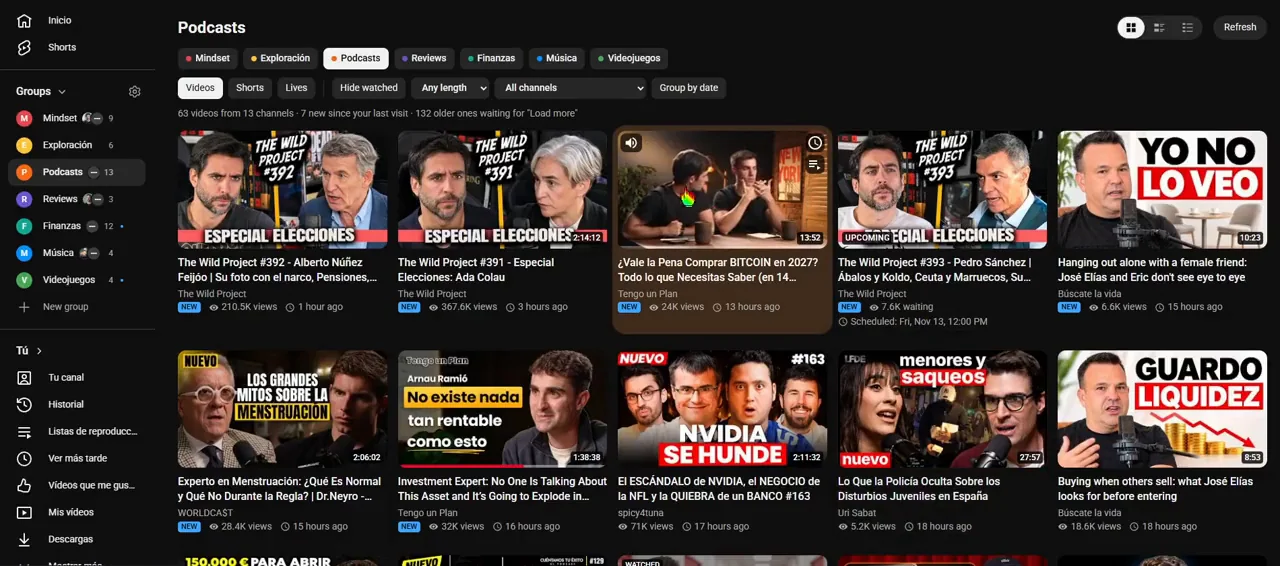 Inicio
Shorts
Groups
M Mindset 9
E Exploración 6
P Podcasts 13
R Reviews 3
F Finanzas 12
M Música 4
V Videojuegos 4
New group
Tú
Tu canal
Historial
Listas de reproducc...
Ver más tarde
Vídeos que me gus...
Mis vídeos
Descargas
Mostrar más
Podcasts
Refresh
Mindset Exploración Podcasts Reviews Finanzas Música Videojuegos
Videos Shorts Lives Hide watched Any length All channels Group by date
63 videos from 13 channels · 7 new since your last visit · 132 older ones waiting for "Load more"
THE WILD
PROJECT
#392
ESPECIAL ELECCIONES
The Wild Project #392 - Alberto Núñez
Feijóo | Su foto con el narco, Pensiones,...
The Wild Project
NEW 210.5K views 1 hour ago
THE WILD
PROJECT
#391
ESPECIAL ELECCIONES
2:14:12
The Wild Project #391 - Especial
Elecciones: Ada Colau
The Wild Project
NEW 367.6K views 3 hours ago
13:52
¿Vale la Pena Comprar BITCOIN en 2027?
Todo lo que Necesitas Saber (en 14...
Tengo un Plan
NEW 24K views 13 hours ago
THE WILD
PROJECT
#393
UPCOMING
ESPECIAL ELECCIONES
The Wild Project #393 - Pedro Sánchez |
Ábalos y Koldo, Ceuta y Marruecos, Su...
The Wild Project
NEW 7.6K waiting
Scheduled: Fri, Nov 13, 12:00 PM
YO NO
LO VEO
10:23
Hanging out alone with a female friend:
José Elías and Eric don't see eye to eye
Búscate la vida
NEW 6.6K views 15 hours ago
NUEVO
LOS GRANDES
MITOS SOBRE LA
MENSTRUACIÓN
2:06:02
Experto en Menstruación: ¿Qué Es Normal
y Qué No Durante la Regla? | Dr.Neyro -...
WORLDCA$T
NEW 28.4K views 15 hours ago
Tengo un Plan
Arnau Ramió
No existe nada
tan rentable
como esto
1:38:38
Investment Expert: No One Is Talking About
This Asset and It's Going to Explode in...
Tengo un Plan
NEW 32K views 16 hours ago
NUEVO
#163
NVIDIA
SE HUNDE
2:11:32
El ESCÁNDALO de NVIDIA, el NEGOCIO de
la NFL y la QUIEBRA de un BANCO #163
spicy4tuna
71K views 17 hours ago
menores y
saqueos
nuevo
27:57
Lo Que la Policía Oculta Sobre los
Disturbios Juveniles en España
Uri Sabat
5.2K views 18 hours ago
GUARDO
LIQUIDEZ
8:53
Buying when others sell: what José Elías
looks for before entering
Búscate la vida
18.6K views 18 hours ago
150.000 € PARA ABRIR
NUEVO
#129
WATCHED